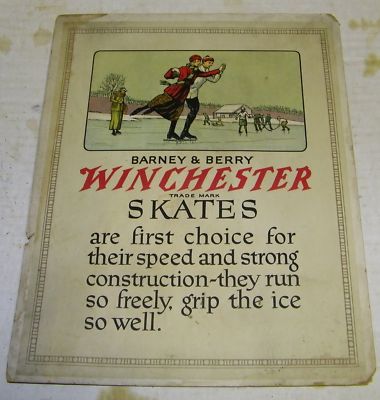 BARNEY & BERRY
WINCHESTER
TRADE MARK
SKATES
are first choice for
their speed and strong
construction-they run
so freely, grip the ice
so well.